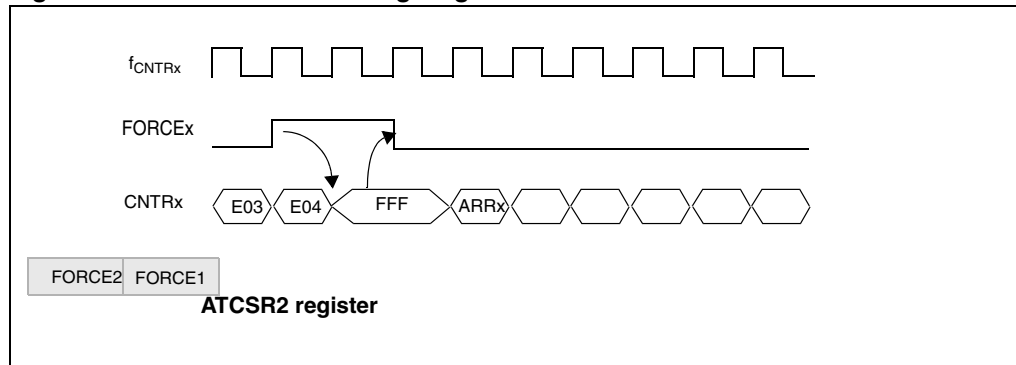 fCNTRx
FORCEx
CNTRx E03 E04 FFF ARRx
FORCE2 FORCE1
ATCSR2 register